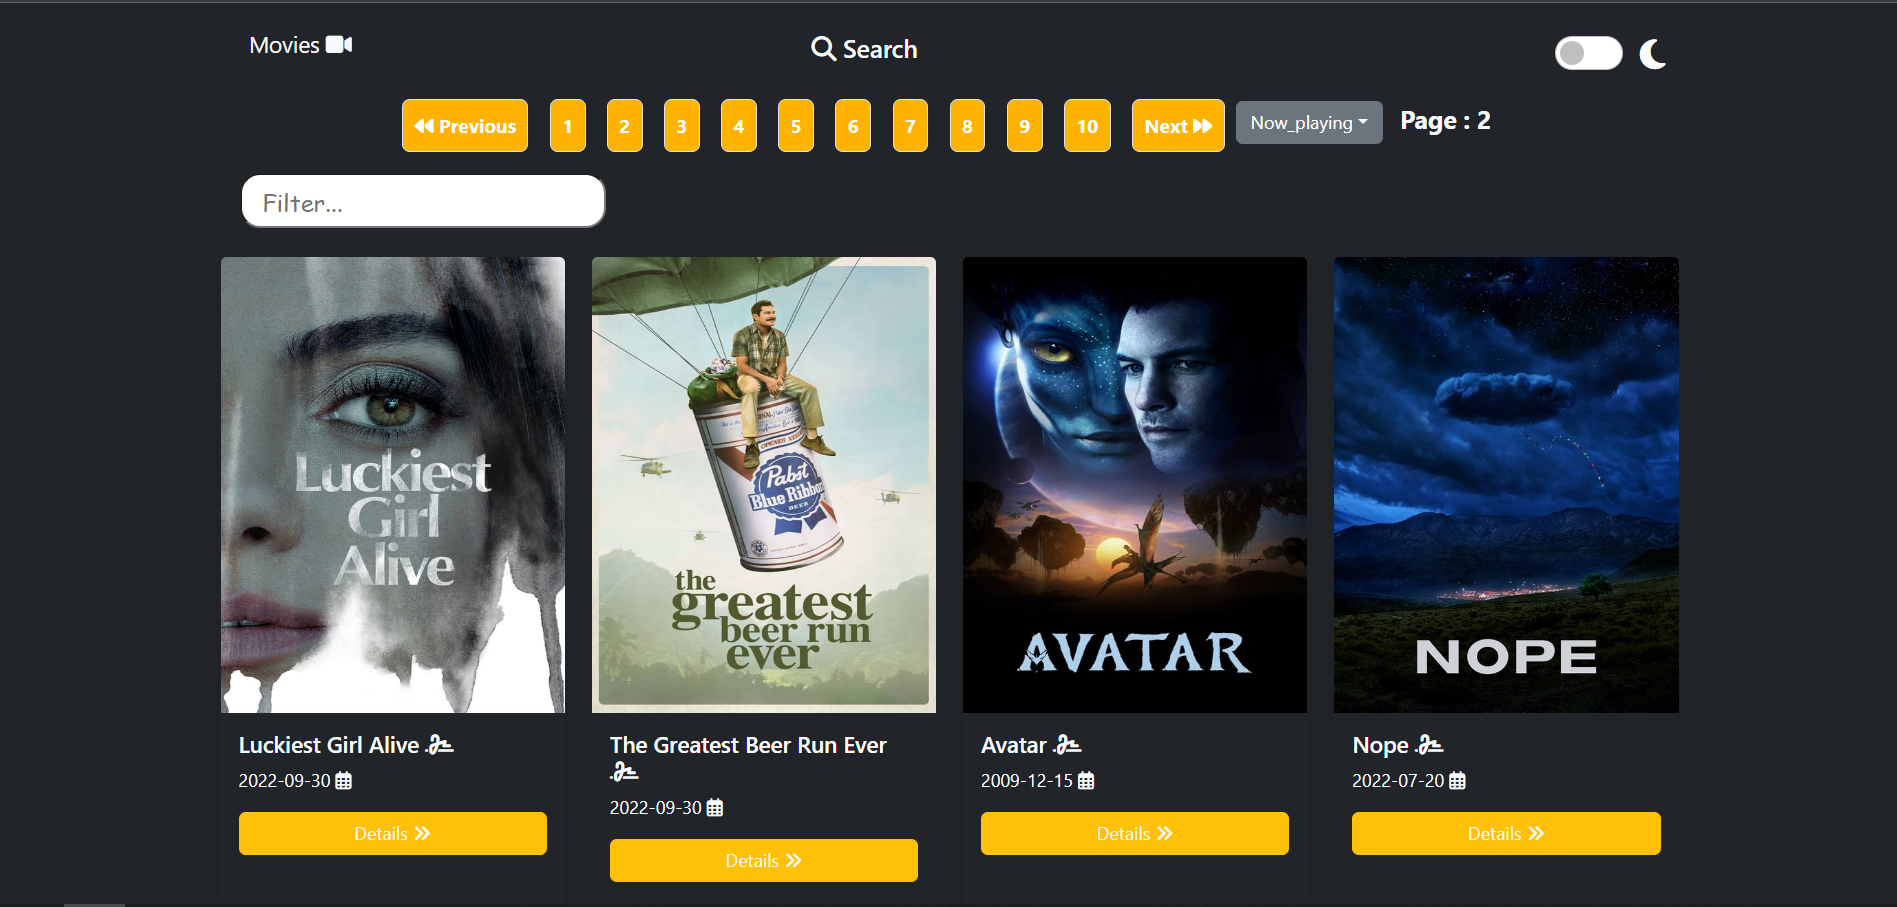 Movies
Search
Previous 1 2 3 4 5 6 7 8 9 10 Next Now_playing Page : 2
Filter...
Luckiest
Girl
Alive
Pabst
Blue Ribbon
BEER
the
greatest
beer run
ever
AVATAR
NOPE
Luckiest Girl Alive
2022-09-30
Details
The Greatest Beer Run Ever
2022-09-30
Details
Avatar
2009-12-15
Details
Nope
2022-07-20
Details